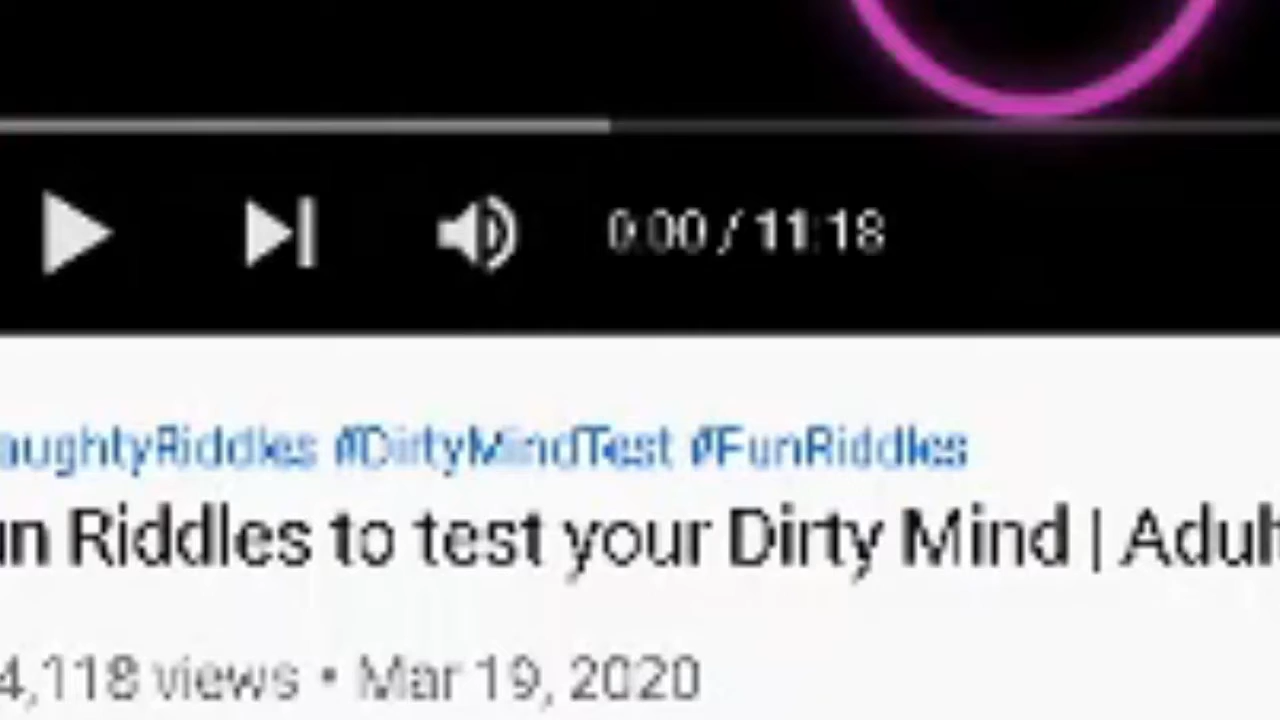 0:00 / 11:18
aughtyRiddles #DirtyMindTest #FunRiddles
un Riddles to test your Dirty Mind | Adul
4,118 views • Mar 19, 2020